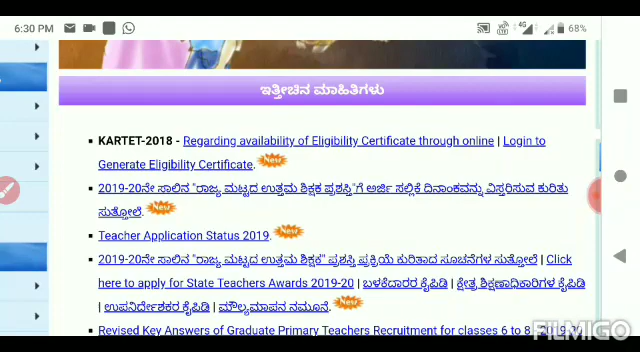 6:30 PM 4G 68%
ಇತ್ತೀಚಿನ ಮಾಹಿತಿಗಳು
KARTET-2018 - Regarding availability of Eligibility Certificate through online | Login to
Generate Eligibility Certificate. New
2019-20ನೇ ಸಾಲಿನ "ರಾಜ್ಯ ಮಟ್ಟದ ಉತ್ತಮ ಶಿಕ್ಷಕ ಪ್ರಶಸ್ತಿ"ಗೆ ಅರ್ಜಿ ಸಲ್ಲಿಕೆ ದಿನಾಂಕವನ್ನು ವಿಸ್ತರಿಸುವ ಕುರಿತು
ಸುತ್ತೋಲೆ. New
Teacher Application Status 2019. New
2019-20ನೇ ಸಾಲಿನ "ರಾಜ್ಯ ಮಟ್ಟದ ಉತ್ತಮ ಶಿಕ್ಷಕ" ಪ್ರಶಸ್ತಿ ಪ್ರಕ್ರಿಯೆ ಕುರಿತಾದ ಸೂಚನೆಗಳ ಸುತ್ತೋಲೆ | Click
here to apply for State Teachers Awards 2019-20 | ಬಳಕೆದಾರರ ಕೈಪಿಡಿ | ಕ್ಷೇತ್ರ ಶಿಕ್ಷಣಾಧಿಕಾರಿಗಳ ಕೈಪಿಡಿ
| ಉಪನಿರ್ದೇಶಕರ ಕೈಪಿಡಿ | ಮೌಲ್ಯಮಾಪನ ನಮೂನೆ. New
Revised Key Answers of Graduate Primary Teachers Recruitment for classes 6 to 8 - 2019-20
FILMIGO